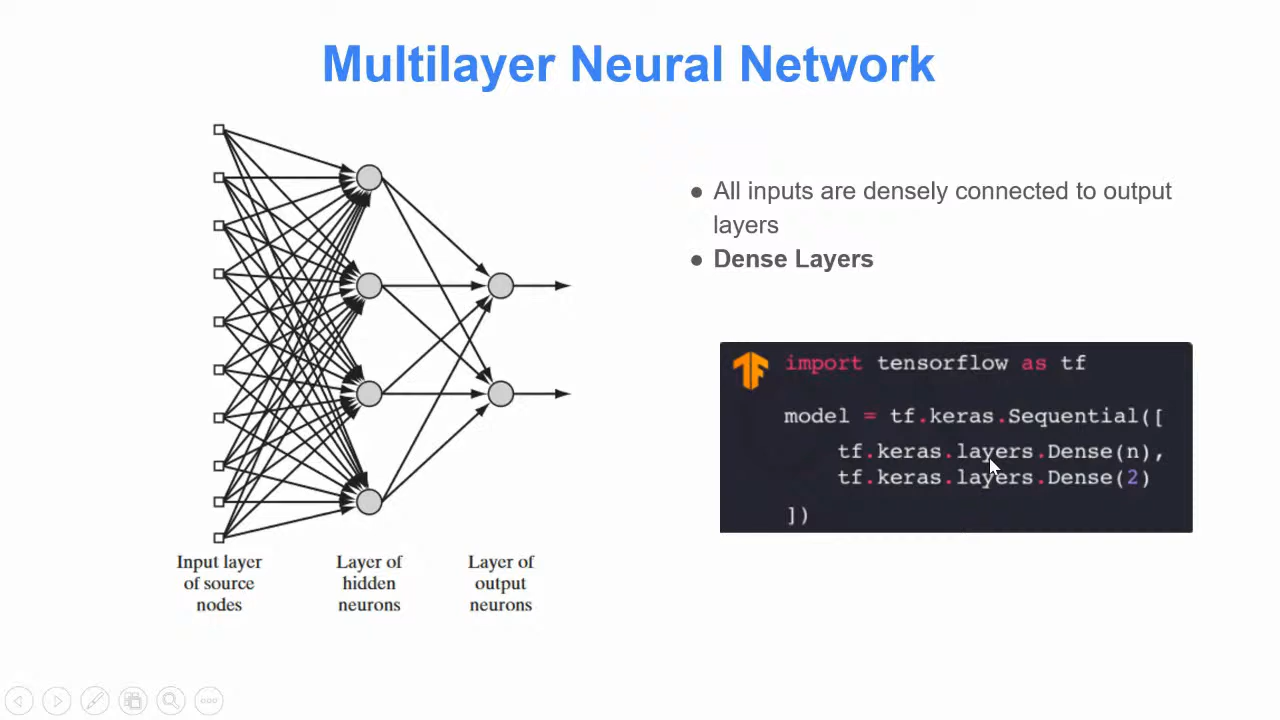 Multilayer Neural Network
● All inputs are densely connected to output
layers
● Dense Layers
import tensorflow as tf
model = tf.keras.Sequential([
tf.keras.layers.Dense(n),
tf.keras.layers.Dense(2)
])
Input layer
of source
nodes
Layer of
hidden
neurons
Layer of
output
neurons